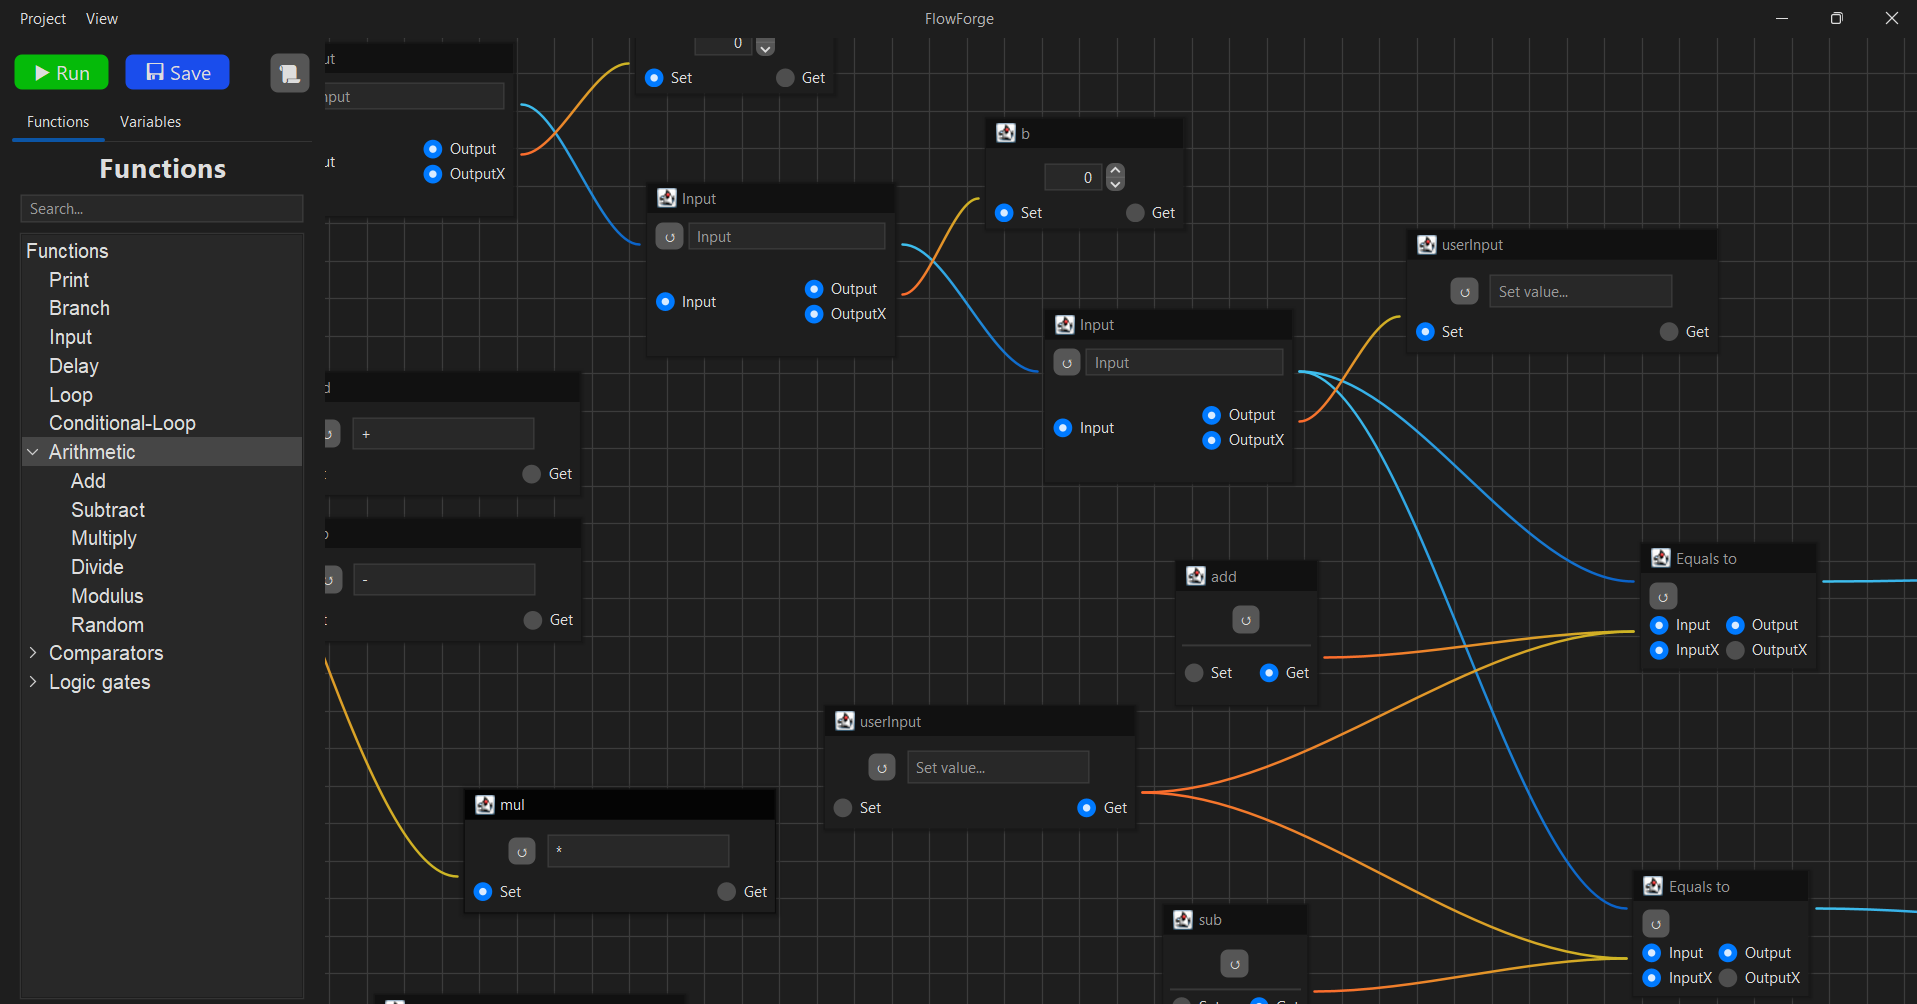 Project View
FlowForge
Run
Save
Functions Variables
Functions
Search...
Functions
Print
Branch
Input
Delay
Loop
Conditional-Loop
Arithmetic
Add
Subtract
Multiply
Divide
Modulus
Random
Comparators
Logic gates
Output
OutputX
0
Set Get
Input
Input
Input
Output
OutputX
b
0
Set Get
Input
Input
Input
Output
OutputX
userInput
Set value...
Set Get
+
Get
-
Get
mul
*
Set Get
userInput
Set value...
Set Get
add
Set Get
sub
Equals to
Input Output
InputX OutputX
Equals to
Input Output
InputX OutputX